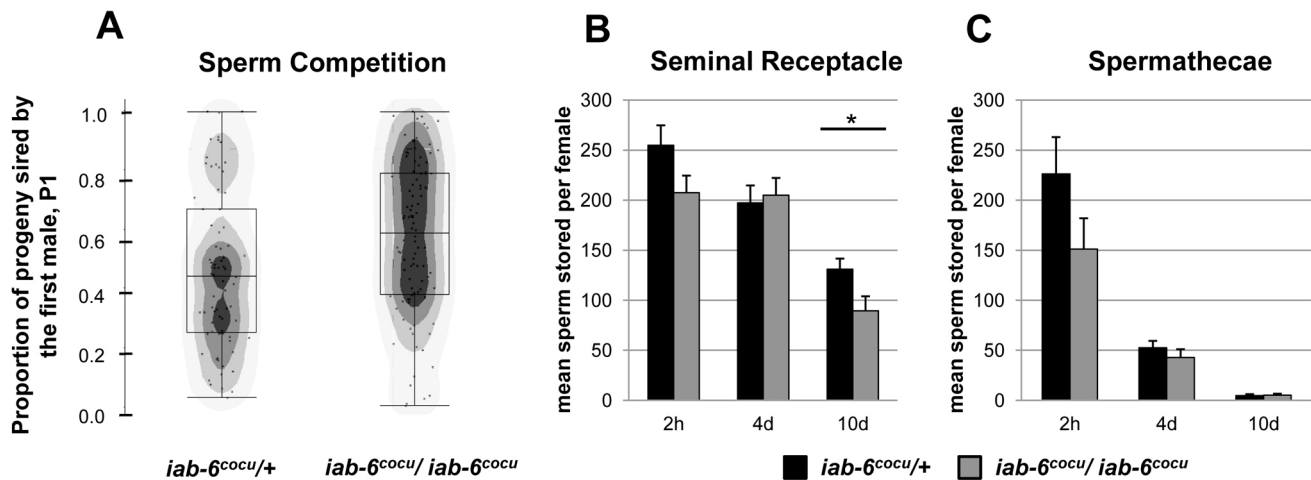 A
Sperm Competition
Proportion of progeny sired by
the first male, P1
1.0
0.8
0.6
0.4
0.2
0.0
iab-6cocu/+
iab-6cocu/ iab-6cocu
B
Seminal Receptacle
mean sperm stored per female
300
250
200
150
100
50
0
*
2h
4d
10d
C
Spermathecae
mean sperm stored per female
300
250
200
150
100
50
0
2h
4d
10d
iab-6cocu/+
iab-6cocu/ iab-6cocu